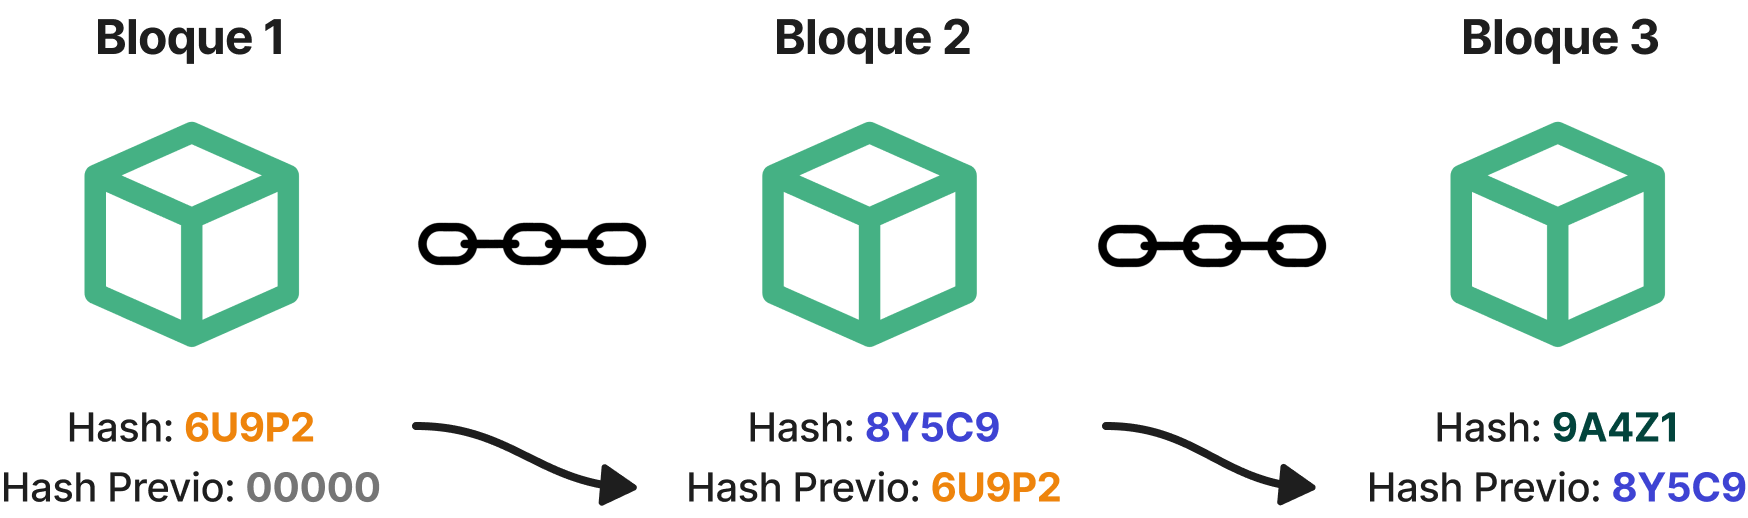 Bloque 1
Bloque 2
Bloque 3
Hash: 6U9P2
Hash Previo: 00000
Hash: 8Y5C9
Hash Previo: 6U9P2
Hash: 9A4Z1
Hash Previo: 8Y5C9